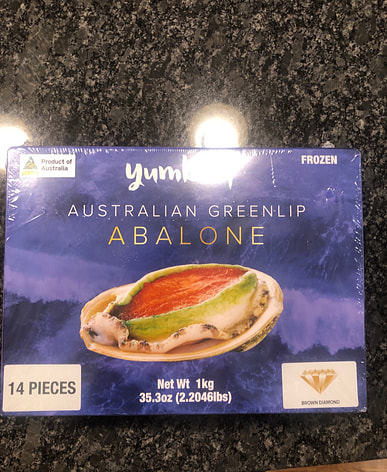 Product of
Australia
FROZEN
AUSTRALIAN GREENLIP
ABALONE
14 PIECES
Net Wt 1kg
35.3oz (2.2046lbs)
BROWN DIAMOND